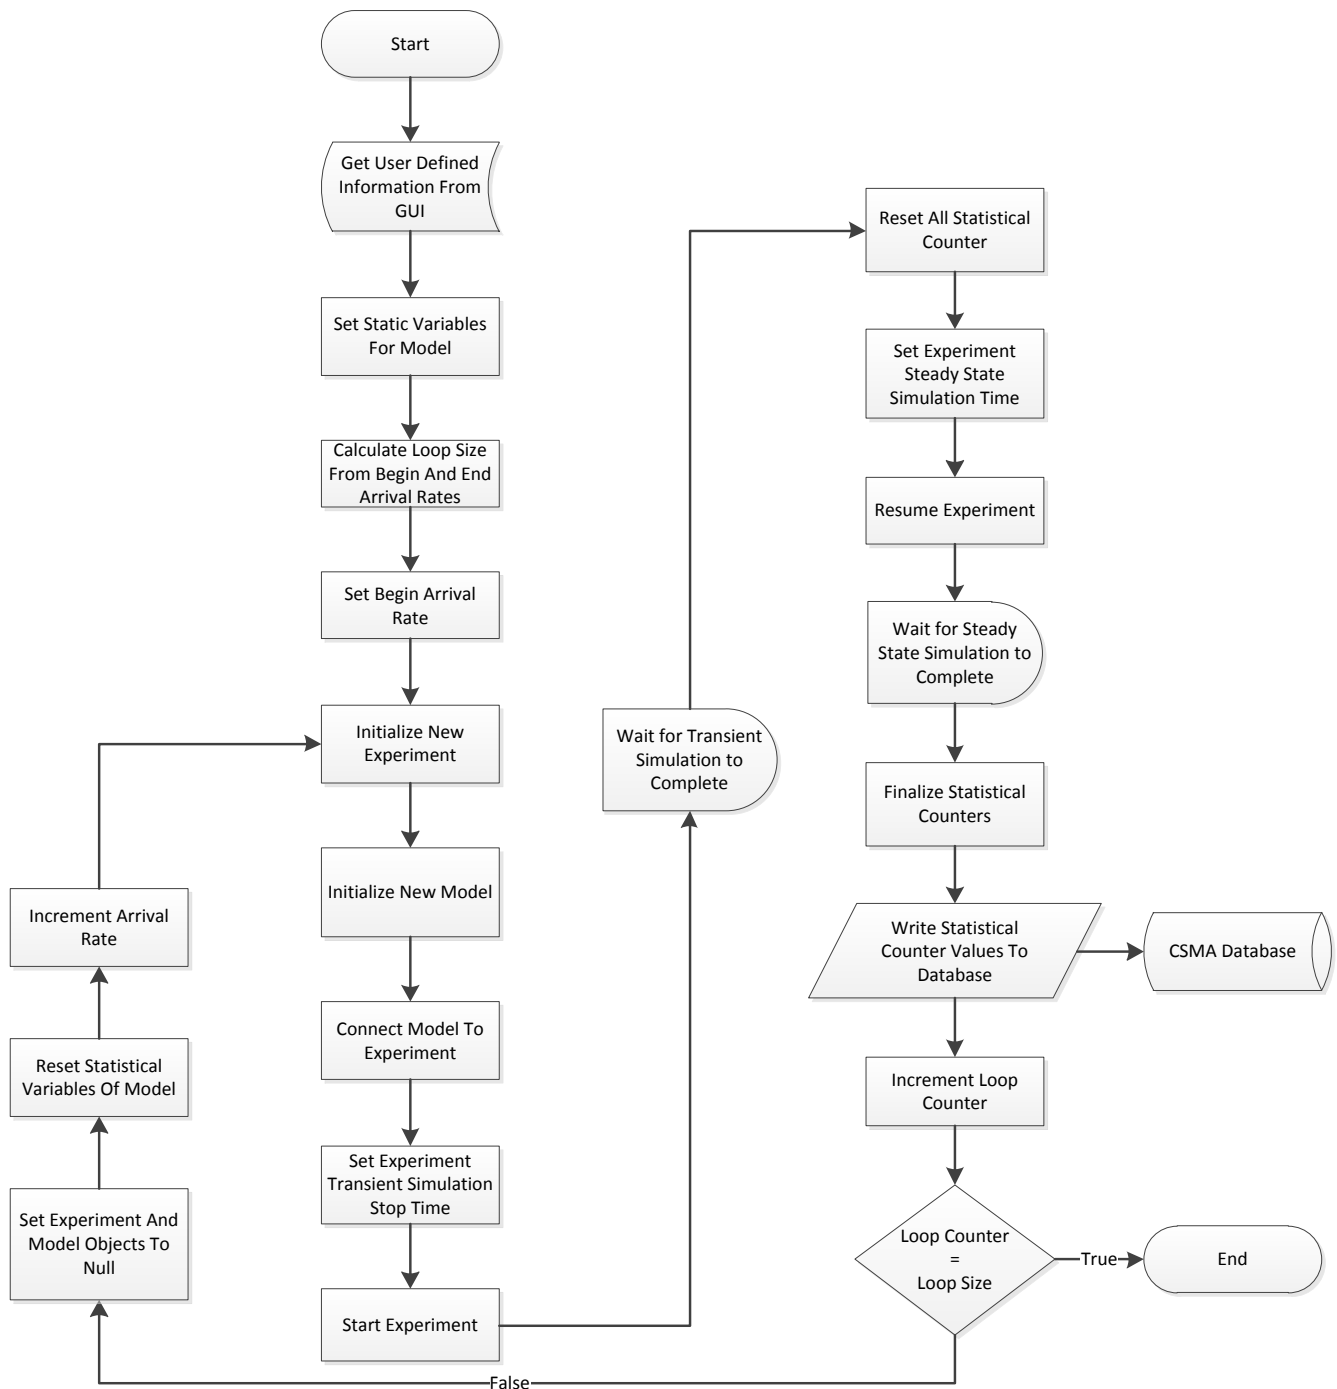 Start
Get User Defined
Information From
GUI
Set Static Variables
For Model
Calculate Loop Size
From Begin And End
Arrival Rates
Set Begin Arrival
Rate
Initialize New
Experiment
Initialize New Model
Connect Model To
Experiment
Set Experiment
Transient Simulation
Stop Time
Start Experiment
Wait for Transient
Simulation to
Complete
Reset All Statistical
Counter
Set Experiment
Steady State
Simulation Time
Resume Experiment
Wait for Steady
State Simulation to
Complete
Finalize Statistical
Counters
Write Statistical
Counter Values To
Database
CSMA Database
Increment Loop
Counter
Loop Counter
=
Loop Size
True
End
False
Set Experiment And
Model Objects To
Null
Reset Statistical
Variables Of Model
Increment Arrival
Rate